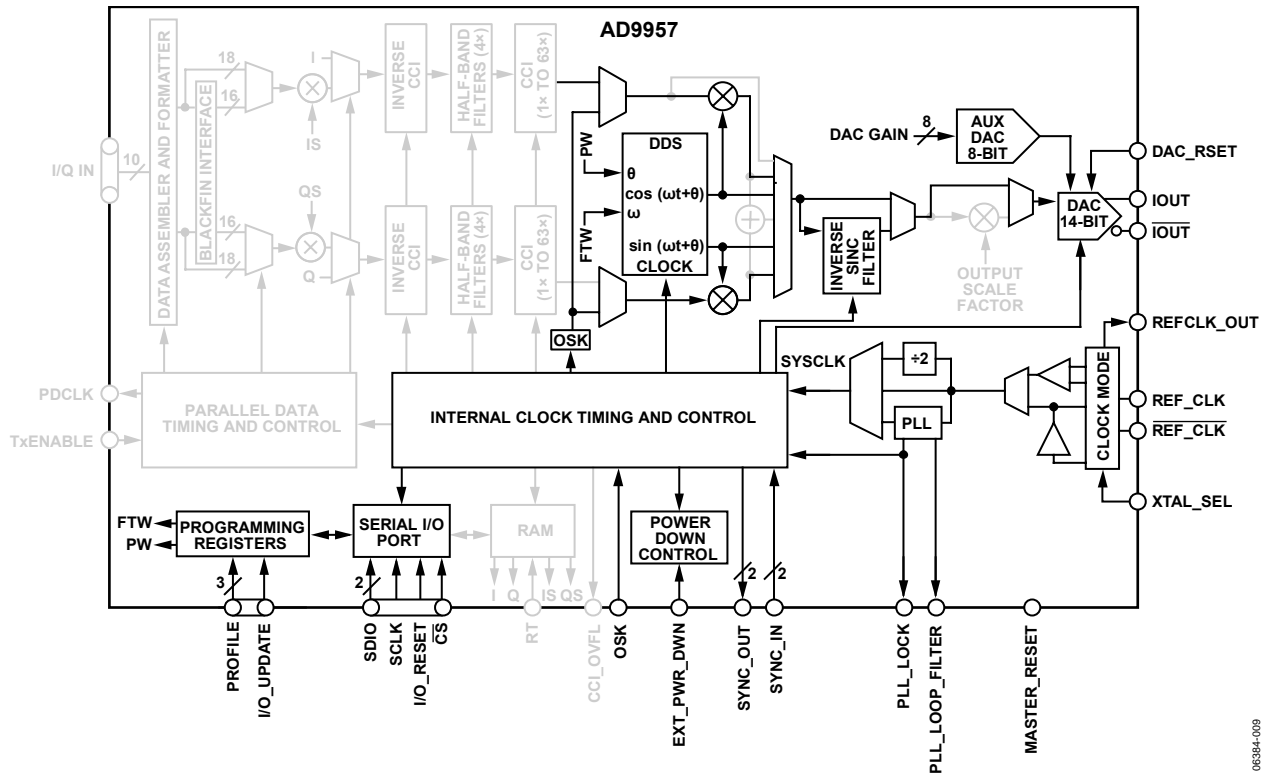 AD9957
I/Q IN
10
DATA ASSEMBLER AND FORMATTER
BLACKFIN INTERFACE
18
16
16
18
IS
QS
I
Q
INVERSE
CCI
HALF-BAND
FILTERS (4×)
CCI
(1× TO 63×)
INVERSE
CCI
HALF-BAND
FILTERS (4×)
CCI
(1× TO 63×)
OSK
PW
FTW
DDS
θ
cos (ωt+θ)
ω
sin (ωt+θ)
CLOCK
INVERSE
SINC
FILTER
OUTPUT
SCALE
FACTOR
DAC GAIN
8
AUX
DAC
8-BIT
DAC
14-BIT
DAC_RSET
IOUT
IOUT
REFCLK_OUT
REF_CLK
REF_CLK
XTAL_SEL
CLOCK MODE
SYSCLK
÷2
PLL
PDCLK
TxENABLE
PARALLEL DATA
TIMING AND CONTROL
INTERNAL CLOCK TIMING AND CONTROL
FTW
PW
PROGRAMMING
REGISTERS
SERIAL I/O
PORT
RAM
POWER
DOWN
CONTROL
3
2
I
Q
IS
QS
2
2
PROFILE
I/O_UPDATE
SDIO
SCLK
I/O_RESET
CS
RT
CCI_OVFL
OSK
EXT_PWR_DWN
SYNC_OUT
SYNC_IN
PLL_LOCK
PLL_LOOP_FILTER
MASTER_RESET
06384-009